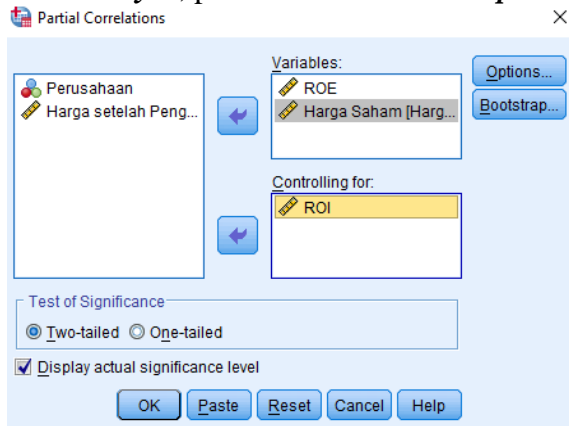 Partial Correlations
Variables:
Perusahaan
Harga setelah Peng...
ROE
Harga Saham [Harg...
Options...
Bootstrap...
Controlling for:
ROI
Test of Significance
Two-tailed One-tailed
Display actual significance level
OK Paste Reset Cancel Help